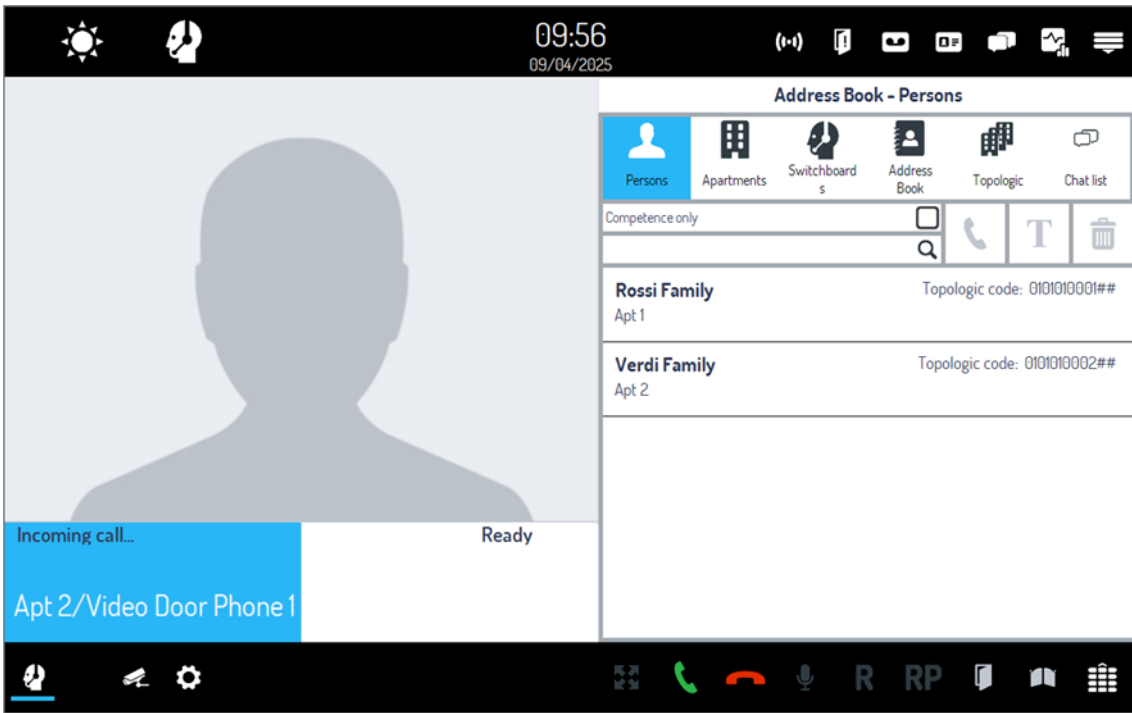 09:56
09/04/2025
Address Book - Persons
Persons
Apartments
Switchboard
s
Address
Book
Topologic
Chat list
Competence only
T
Rossi Family
Topologic code: 0101010001##
Apt 1
Verdi Family
Topologic code: 0101010002##
Apt 2
Incoming call...
Ready
Apt 2/Video Door Phone 1
R
RP